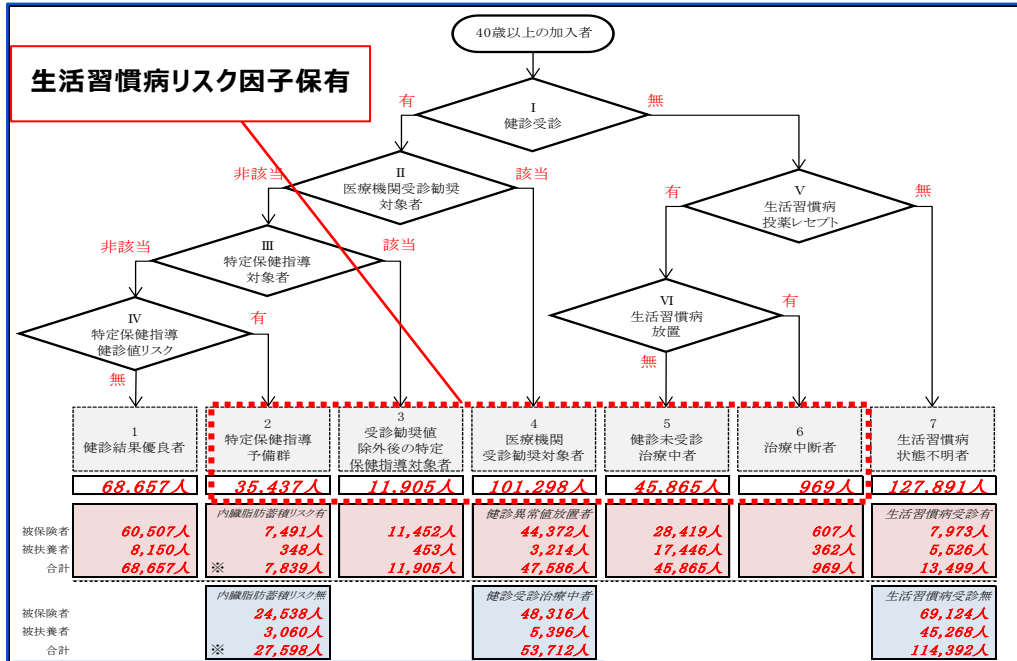 40歳以上の加入者
生活習慣病リスク因子保有
有
無
Ⅰ
健診受診
非該当
該当
Ⅱ
医療機関受診勧奨
対象者
有
無
Ⅴ
生活習慣病
投薬レセプト
非該当
該当
Ⅲ
特定保健指導
対象者
Ⅵ
生活習慣病
放置
有
無
Ⅳ
特定保健指導
健診値リスク
有
無
1
健診結果優良者
2
特定保健指導
予備群
3
受診勧奨値
除外後の特定
保健指導対象者
4
医療機関
受診勧奨対象者
5
健診未受診
治療中者
6
治療中断者
7
生活習慣病
状態不明者
68,657人
35,437人
11,905人
101,298人
45,865人
969人
127,891人
内臓脂肪蓄積リスク有
健診異常値放置者
生活習慣病受診有
被保険者 60,507人 7,491人 11,452人 44,372人 28,419人 607人 7,973人
被扶養者 8,150人 348人 453人 3,214人 17,446人 362人 5,526人
合計 68,657人 ※ 7,839人 11,905人 47,586人 45,865人 969人 13,499人
内臓脂肪蓄積リスク無
健診受診治療中者
生活習慣病受診無
被保険者 24,538人 48,316人 69,124人
被扶養者 3,060人 5,396人 45,268人
合計 ※ 27,598人 53,712人 114,392人